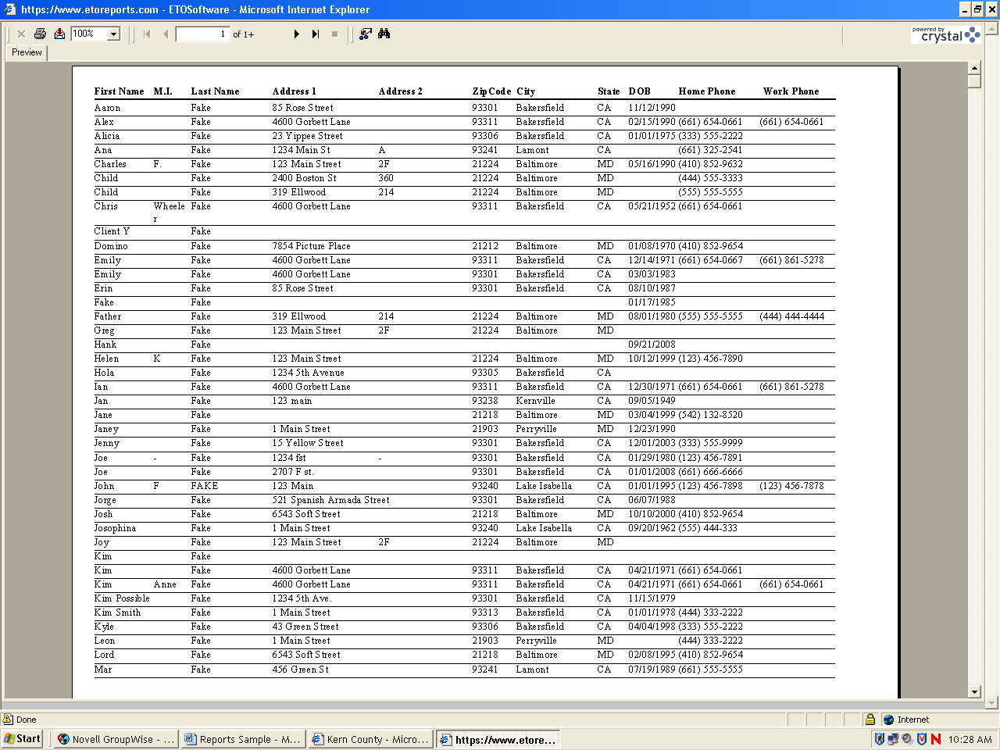 https://www.etoreports.com - ETOSoftware - Microsoft Internet Explorer
100% 1 of 1+ powered by crystal
Preview
First Name M.I. Last Name Address 1 Address 2 ZipCode City State DOB Home Phone Work Phone
Aaron Fake 85 Rose Street 93301 Bakersfield CA 11/12/1990
Alex Fake 4600 Gorbett Lane 93311 Bakersfield CA 02/15/1990 (661) 654-0661 (661) 654-0661
Alicia Fake 23 Yippee Street 93306 Bakersfield CA 01/01/1975 (333) 555-2222
Ana Fake 1234 Main St A 93241 Lamont CA (661) 325-2541
Charles F. Fake 123 Main Street 2F 21224 Baltimore MD 05/16/1990 (410) 852-9632
Child Fake 2400 Boston St 360 21224 Baltimore MD (444) 555-3333
Child Fake 319 Ellwood 214 21224 Baltimore MD (555) 555-5555
Chris Wheele Fake 4600 Gorbett Lane 93311 Bakersfield CA 05/21/1952 (661) 654-0661
r
Client Y Fake
Domino Fake 7854 Picture Place 21212 Baltimore MD 01/08/1970 (410) 852-9654
Emily Fake 4600 Gorbett Lane 93311 Bakersfield CA 12/14/1971 (661) 654-0667 (661) 861-5278
Emily Fake 4600 Gorbett Lane 93301 Bakersfield CA 03/03/1983
Erin Fake 85 Rose Street 93301 Bakersfield CA 08/10/1987
Fake Fake 01/17/1985
Father Fake 319 Ellwood 214 21224 Baltimore MD 08/01/1980 (555) 555-5555 (444) 444-4444
Greg Fake 123 Main Street 2F 21224 Baltimore MD
Hank Fake 09/21/2008
Helen K Fake 123 Main Street 21224 Baltimore MD 10/12/1999 (123) 456-7890
Hola Fake 1234 5th Avenue 93305 Bakersfield CA
Ian Fake 4600 Gorbett Lane 93311 Bakersfield CA 12/30/1971 (661) 654-0661 (661) 861-5278
Jan Fake 123 main 93238 Kernville CA 09/05/1949
Jane Fake 21218 Baltimore MD 03/04/1999 (542) 132-8520
Janey Fake 1 Main Street 21903 Perryville MD 12/23/1990
Jenny Fake 15 Yellow Street 93301 Bakersfield CA 12/01/2003 (333) 555-9999
Joe - Fake 1234 fst - 93301 Bakersfield CA 01/29/1980 (123) 456-7891
Joe Fake 2707 F st. 93301 Bakersfield CA 01/01/2008 (661) 666-6666
John F FAKE 123 Main 93240 Lake Isabella CA 01/01/1995 (123) 456-7898 (123) 456-7878
Jorge Fake 521 Spanish Armada Street 93301 Bakersfield CA 06/07/1988
Josh Fake 6543 Soft Street 21218 Baltimore MD 10/10/2000 (410) 852-9654
Josophina Fake 1 Main Street 93240 Lake Isabella CA 09/20/1962 (555) 444-333
Joy Fake 123 Main Street 2F 21224 Baltimore MD
Kim Fake
Kim Fake 4600 Gorbett Lane 93311 Bakersfield CA 04/21/1971 (661) 654-0661
Kim Anne Fake 4600 Gorbett Lane 93311 Bakersfield CA 04/21/1971 (661) 654-0661 (661) 654-0661
Kim Possible Fake 1234 5th Ave. 93301 Bakersfield CA 11/15/1979
Kim Smith Fake 1 Main Street 93313 Bakersfield CA 01/01/1978 (444) 333-2222
Kyle Fake 43 Green Street 93306 Bakersfield CA 04/04/1998 (333) 555-2222
Leon Fake 1 Main Street 21903 Perryville MD (444) 333-2222
Lord Fake 6543 Soft Street 21218 Baltimore MD 02/08/1995 (410) 852-9654
Mar Fake 456 Green St 93241 Lamont CA 07/19/1989 (661) 555-5555
Done Internet
Start Novell GroupWise - ... Reports Sample - M... Kern County - Micro... https://www.etore... 10:28 AM